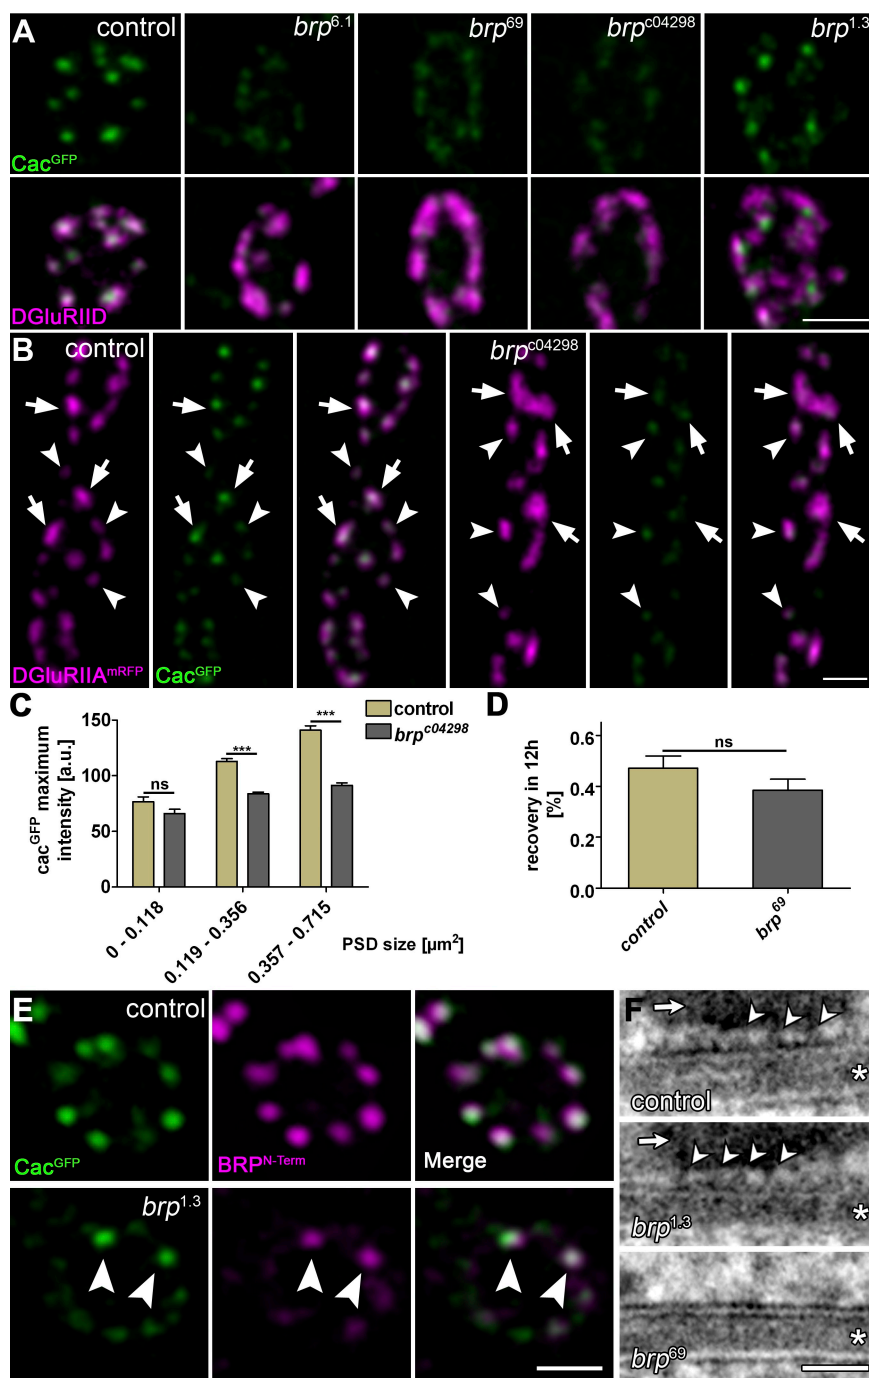 A control brp6.1 brp69 brpc04298 brp1.3
CacGFP
DGluRIID
B control brpc04298
DGluRIIAmRFP CacGFP
C
control
brpc04298
cacGFP maximum
intensity [a.u.]
150
100
50
0
ns
***
***
0 - 0.118
0.119 - 0.356
0.357 - 0.715
PSD size [µm2]
D
recovery in 12h
[%]
0.6
0.4
0.2
0.0
ns
control
brp69
E control
CacGFP BRPN-Term Merge
brp1.3
F
*
control
*
brp1.3
*
brp69